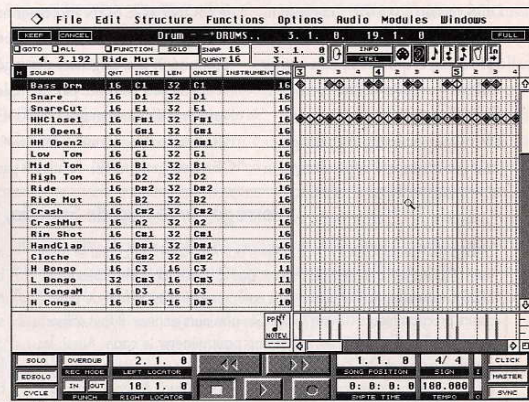 File Edit Structure Functions Options Audio Modules Windows
KEEP CANCEL Drum - -*DRUMS.. 3. 1. 0. 19. 1. 0 FULL
GOTO ALL FUNCTION SOLO SNAP 16 3. 1. 0 INFO In
4. 2.192 Ride Mut QUANT 16 3. 1. 0 CTRL
M SOUND QNT INOTE LEN ONOTE INSTRUMENT CHN 3 2 3 4 4 2 3 4 5 2 3 4
Bass Drm 16 C1 32 C1 16
Snare 16 D1 32 D1 16
SnareCut 16 E1 32 E1 16
HHClose1 16 F#1 32 F#1 16
HH Open1 16 G#1 32 G#1 16
HH Open2 16 A#1 32 A#1 16
Low Tom 16 G1 32 G1 16
Mid Tom 16 B1 32 B1 16
High Tom 16 D2 32 D2 16
Ride 16 D#2 32 D#2 16
Ride Mut 16 B2 32 B2 16
Crash 16 C#2 32 C#2 16
CrashMut 16 A2 32 A2 16
Rim Shot 16 C#1 32 C#1 16
HandClap 16 D#1 32 D#1 16
Cloche 16 G#2 32 G#2 16
H Bongo 16 C3 16 C3 11
L Bongo 32 C#3 16 C#3 11
H CongaM 16 D3 16 D3 10
H Conga 16 D#3 16 D#3 10
NOTEV.
SOLO OVERDUB 2. 1. 0 1. 1. 0 4/ 4 CLICK
EDSOLO REC MODE LEFT LOCATOR SONG POSITION SIGN MASTER
CYCLE IN OUT 18. 1. 0 0: 0: 0: 0 100.000 SYNC
PUNCH RIGHT LOCATOR SMPTE TIME TEMPO